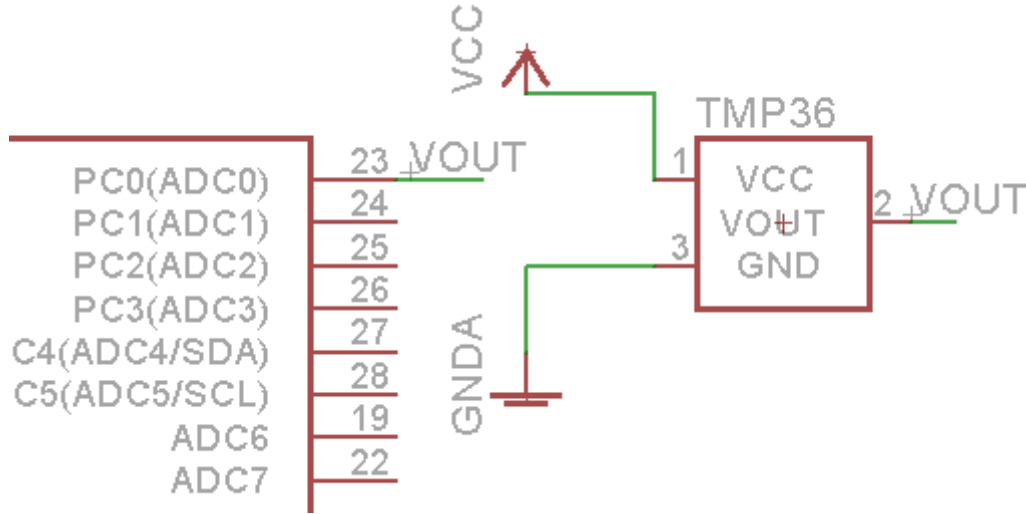 VCC
TMP36
23 VOUT
PC0(ADC0)
24
PC1(ADC1)
25
PC2(ADC2)
26
PC3(ADC3)
27
C4(ADC4/SDA)
28
C5(ADC5/SCL)
19
ADC6
22
ADC7
1
VCC
2 VOUT
VOUT
3
GND
GNDA